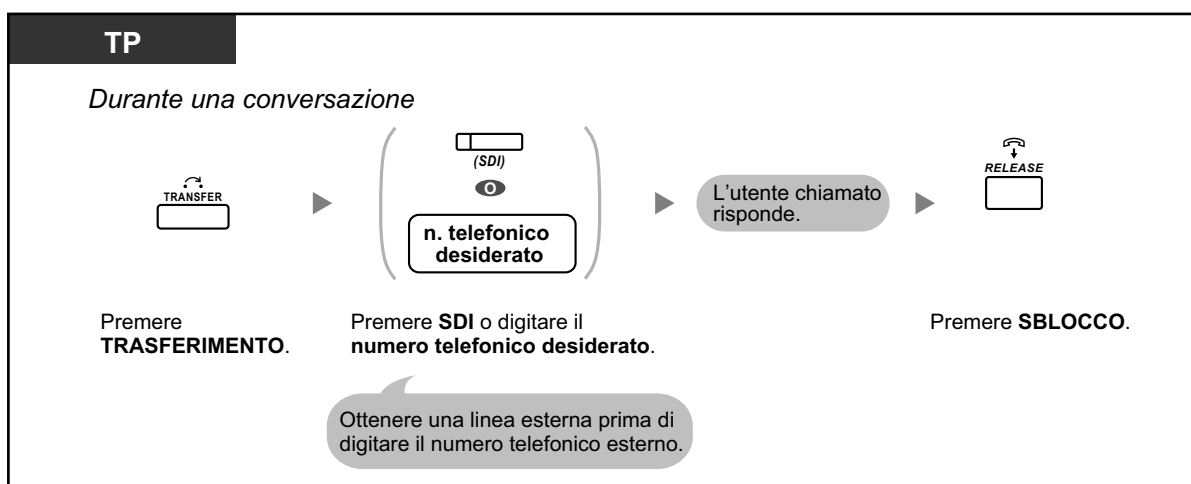 TP
Durante una conversazione
TRANSFER
(SDI)
O
n. telefonico
desiderato
L'utente chiamato
risponde.
RELEASE
Premere
TRASFERIMENTO.
Premere SDI o digitare il
numero telefonico desiderato.
Premere SBLOCCO.
Ottenere una linea esterna prima di
digitare il numero telefonico esterno.